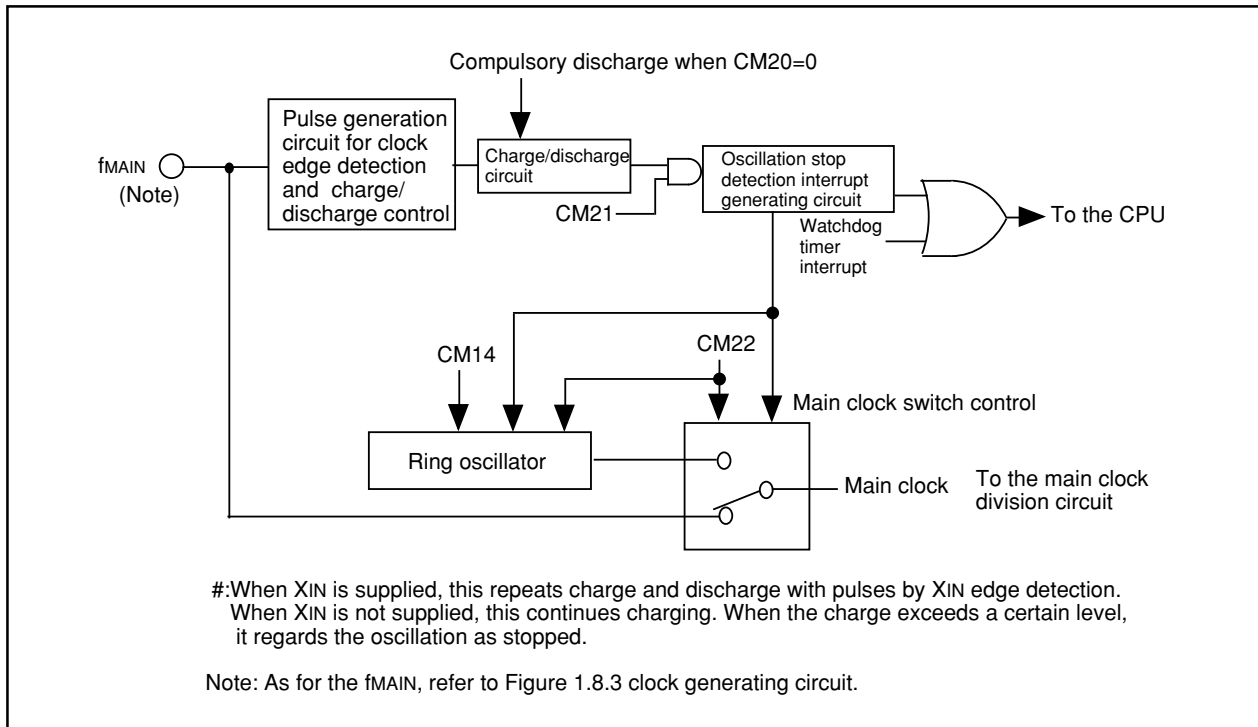 Compulsory discharge when CM20=0
Pulse generation
circuit for clock
edge detection
and charge/
discharge control
fMAIN
(Note)
Charge/discharge
circuit
CM21
Oscillation stop
detection interrupt
generating circuit
Watchdog
timer
interrupt
To the CPU
CM14
CM22
Main clock switch control
Ring oscillator
Main clock
To the main clock
division circuit
#:When XIN is supplied, this repeats charge and discharge with pulses by XIN edge detection.
When XIN is not supplied, this continues charging. When the charge exceeds a certain level,
it regards the oscillation as stopped.
Note: As for the fMAIN, refer to Figure 1.8.3 clock generating circuit.